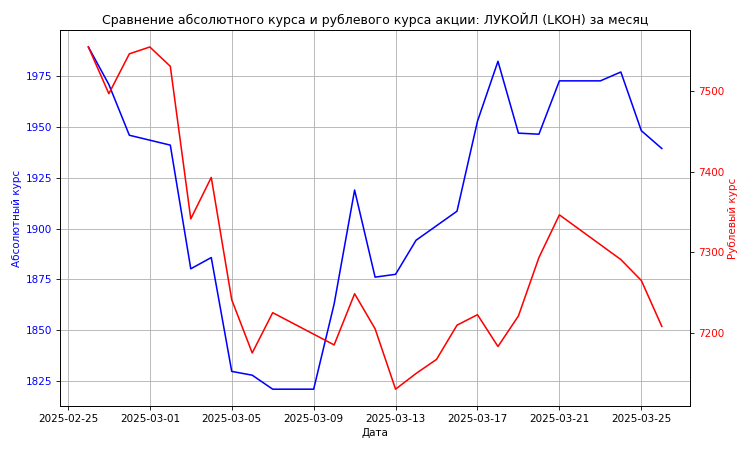 Сравнение абсолютного курса и рублевого курса акции: ЛУКОЙЛ (LKOH) за месяц
Абсолютный курс
1975
1950
1925
1900
1875
1850
1825
7500
7400
7300
7200
Рублевый курс
2025-02-25 2025-03-01 2025-03-05 2025-03-09 2025-03-13 2025-03-17 2025-03-21 2025-03-25
Дата